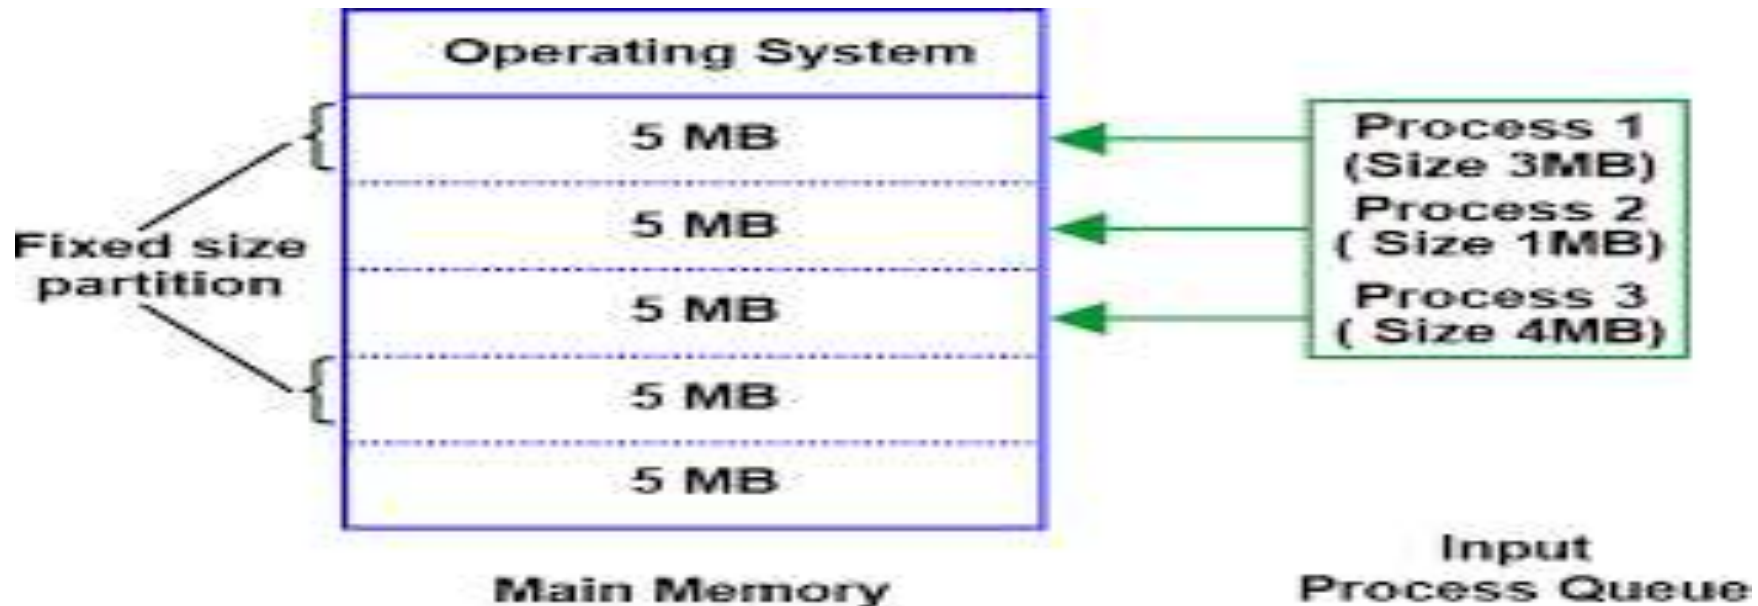 Operating System
5 MB
5 MB
5 MB
5 MB
5 MB
Fixed size
partition
Process 1
(Size 3MB)
Process 2
( Size 1MB)
Process 3
( Size 4MB)
Main Memory
Input
Process Queue